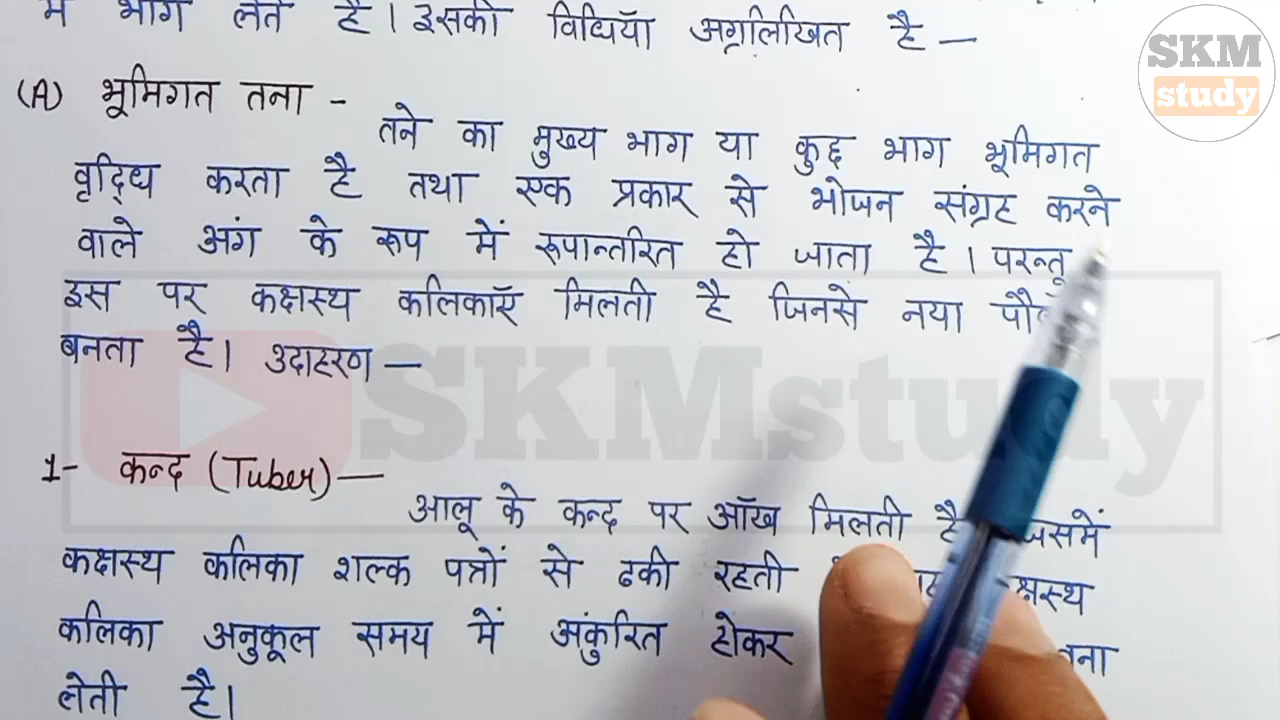 में भाग लेते है। इसकी विधियाँ अग्रलिखित है —
SKM
study
(A) भूमिगत तना -
तने का मुख्य भाग या कुछ भाग भूमिगत
वृद्धि करता है तथा एक प्रकार से भोजन संग्रह करने
वाले अंग के रूप में रूपान्तरित हो जाता है। परन्तु
इस पर कक्षस्थ कलिकाएँ मिलती है जिनसे नया
बनता है। उदाहरण —
SKMstudy
1- कन्द (Tuber) —
आलू के कन्द पर आँख मिलती है
कक्षस्थ कलिका शल्क पत्रों से ढकी रहती
कलिका अनुकूल समय में अंकुरित होकर
लेती है।